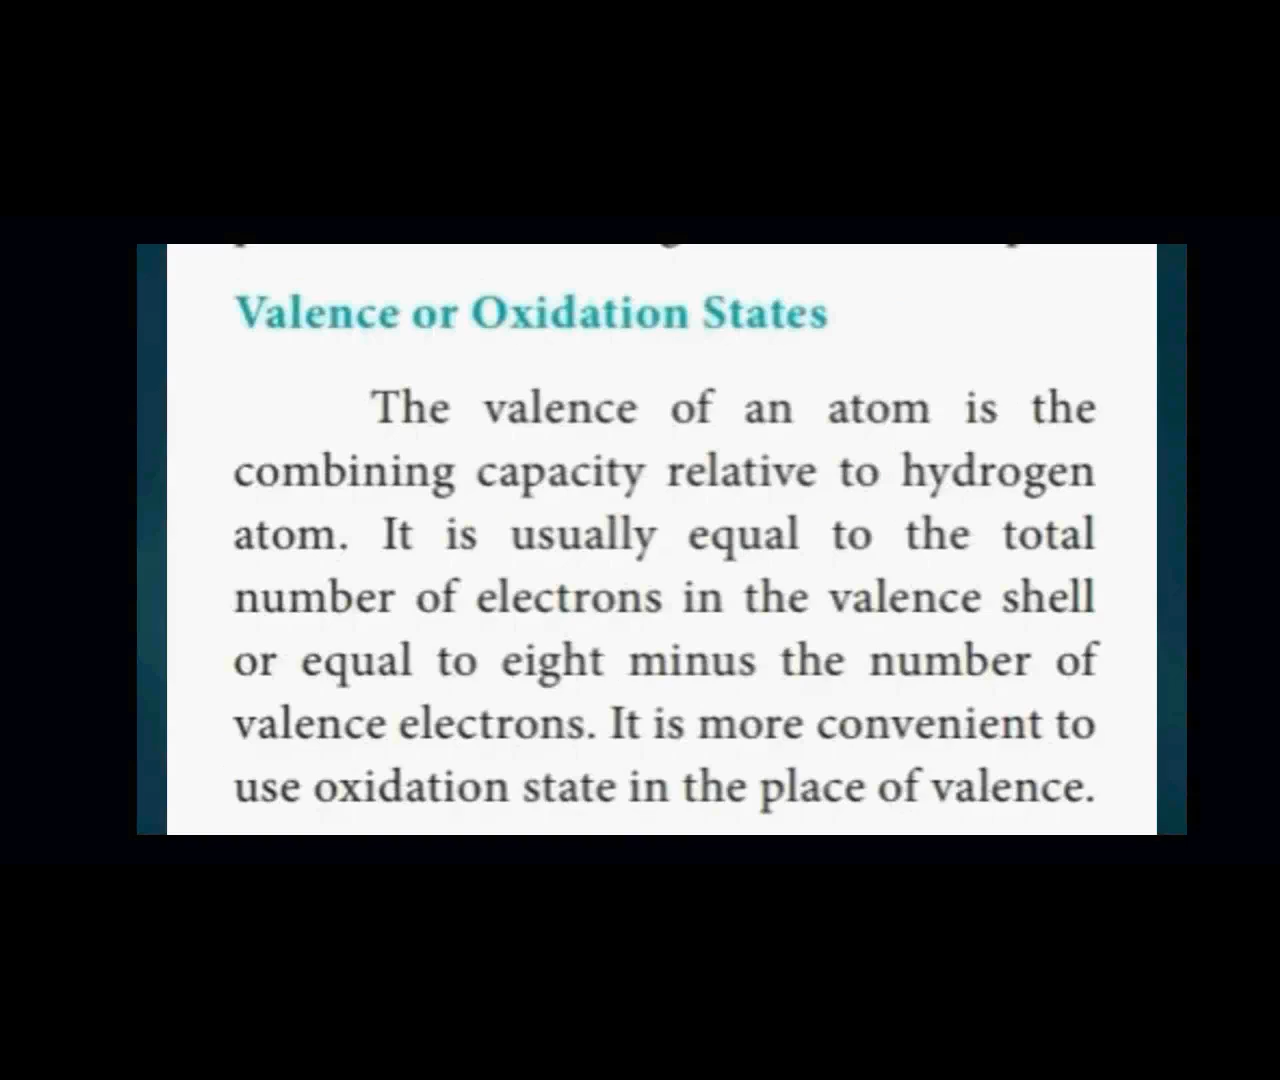 Valence or Oxidation States
The valence of an atom is the
combining capacity relative to hydrogen
atom. It is usually equal to the total
number of electrons in the valence shell
or equal to eight minus the number of
valence electrons. It is more convenient to
use oxidation state in the place of valence.